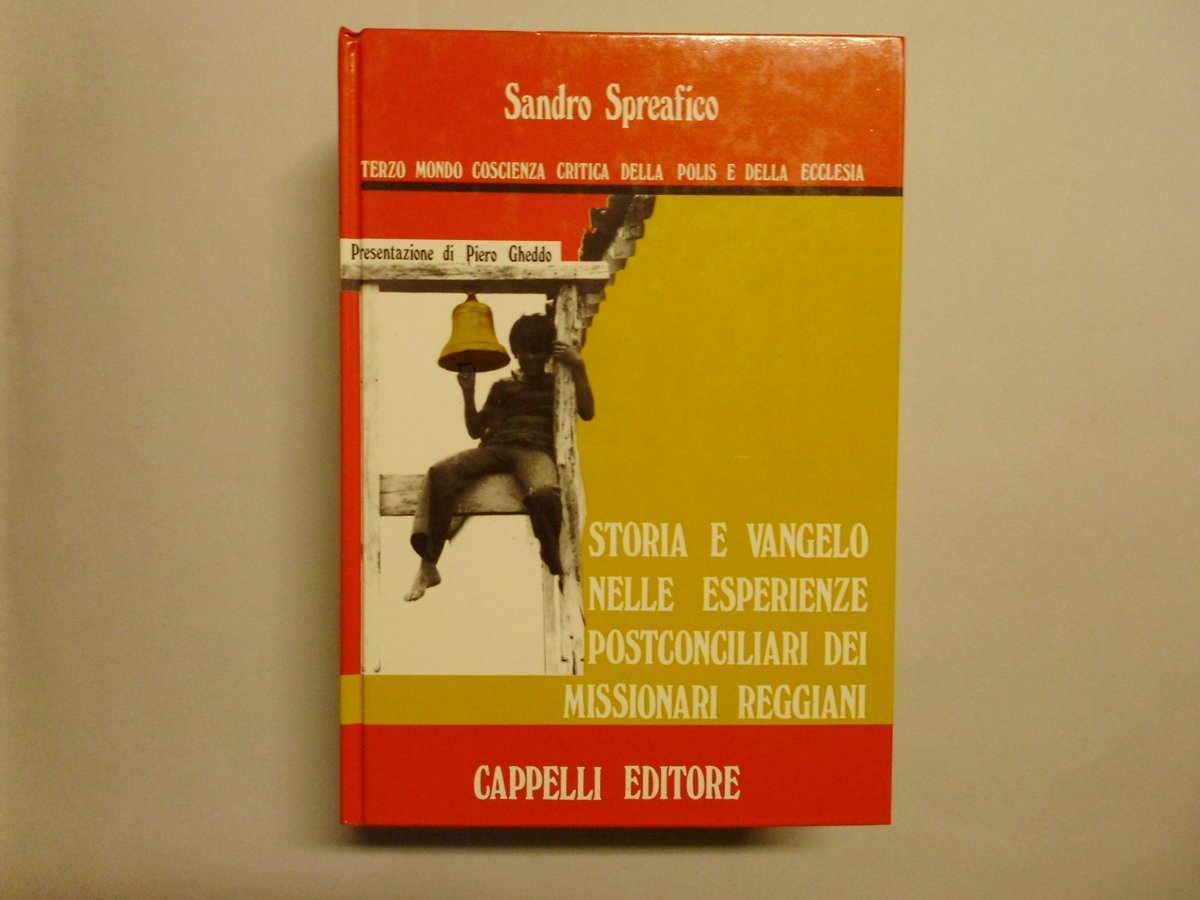 Sandro Spreafico
TERZO MONDO COSCIENZA CRITICA DELLA POLIS E DELLA ECCLESIA
Presentazione di Piero Gheddo
STORIA E VANGELO
NELLE ESPERIENZE
POSTCONCILIARI DEI
MISSIONARI REGGIANI
CAPPELLI EDITORE